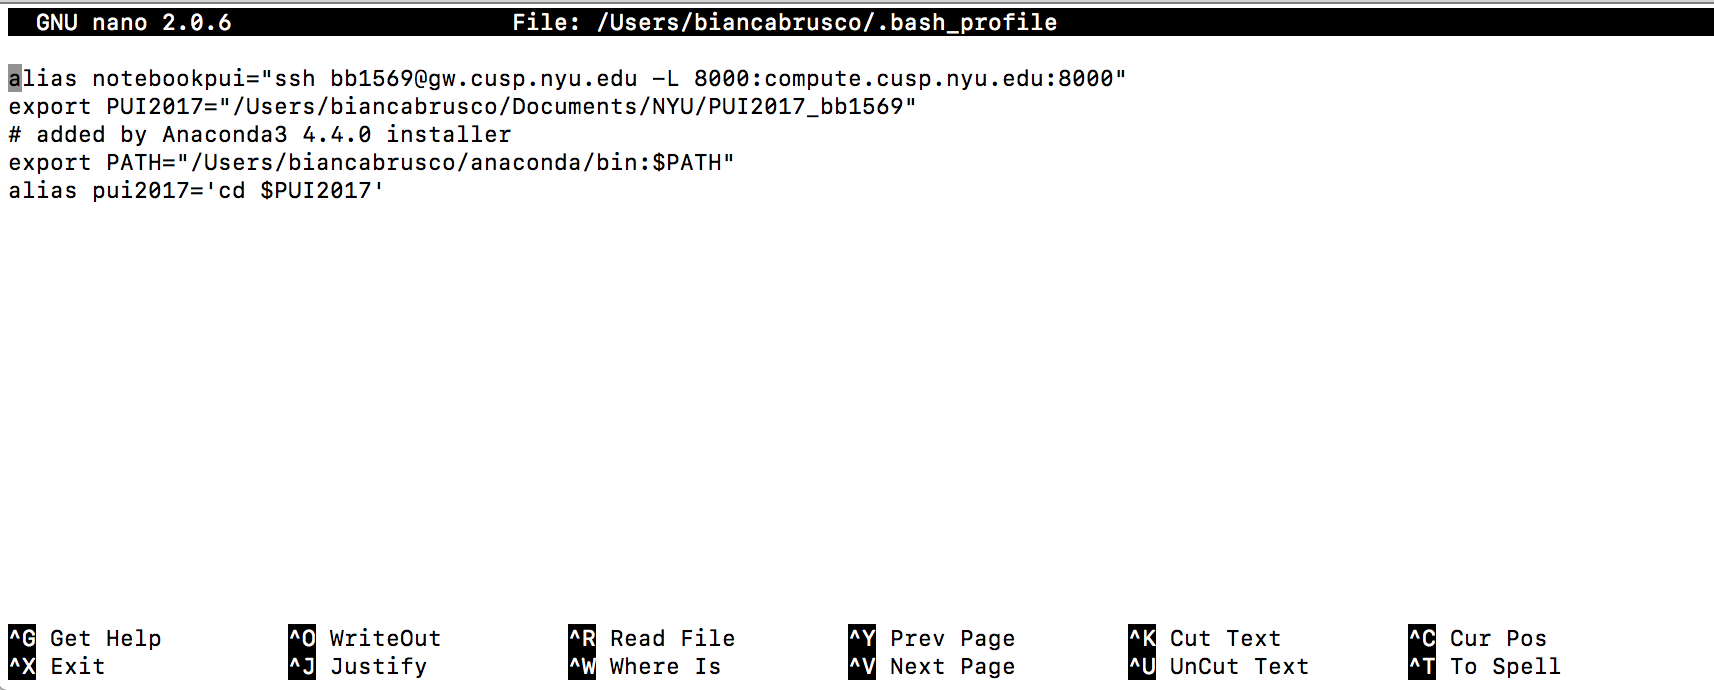 GNU nano 2.0.6 File: /Users/biancabrusco/.bash_profile
alias notebookpui="ssh bb1569@gw.cusp.nyu.edu -L 8000:compute.cusp.nyu.edu:8000"
export PUI2017="/Users/biancabrusco/Documents/NYU/PUI2017_bb1569"
# added by Anaconda3 4.4.0 installer
export PATH="/Users/biancabrusco/anaconda/bin:$PATH"
alias pui2017='cd $PUI2017'
^G Get Help ^O WriteOut ^R Read File ^Y Prev Page ^K Cut Text ^C Cur Pos
^X Exit ^J Justify ^W Where Is ^V Next Page ^U UnCut Text ^T To Spell